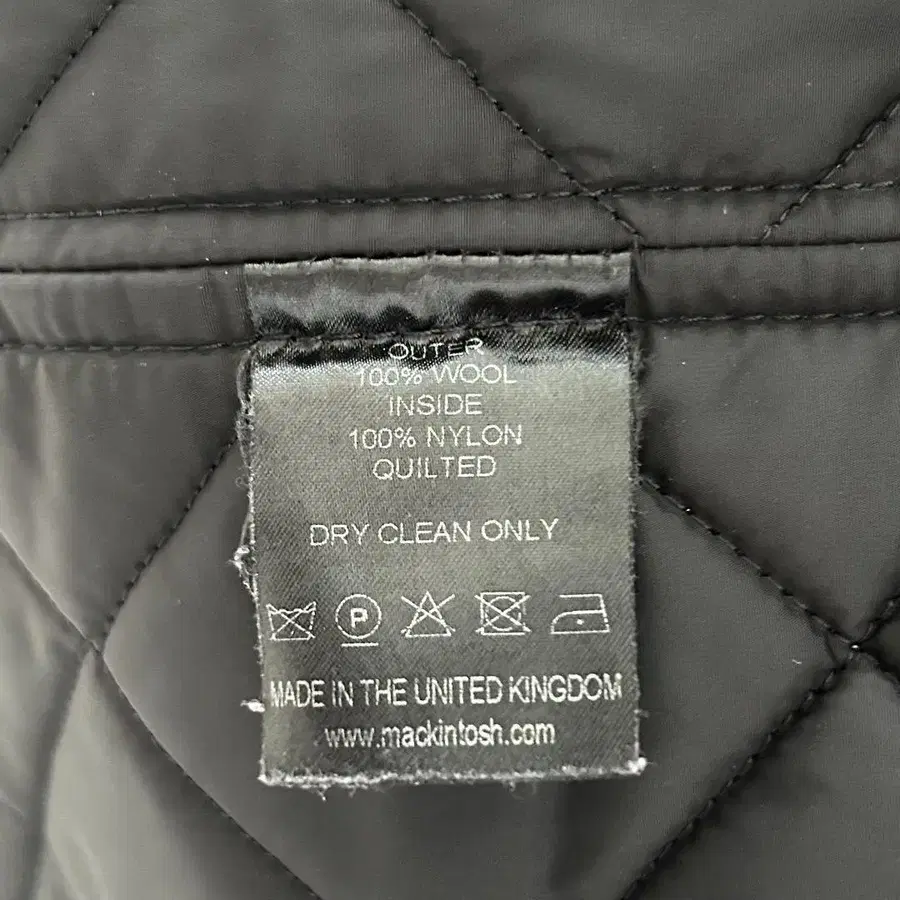 OUTER
100% WOOL
INSIDE
100% NYLON
QUILTED
DRY CLEAN ONLY
P
MADE IN THE UNITED KINGDOM
www.mackintosh.com